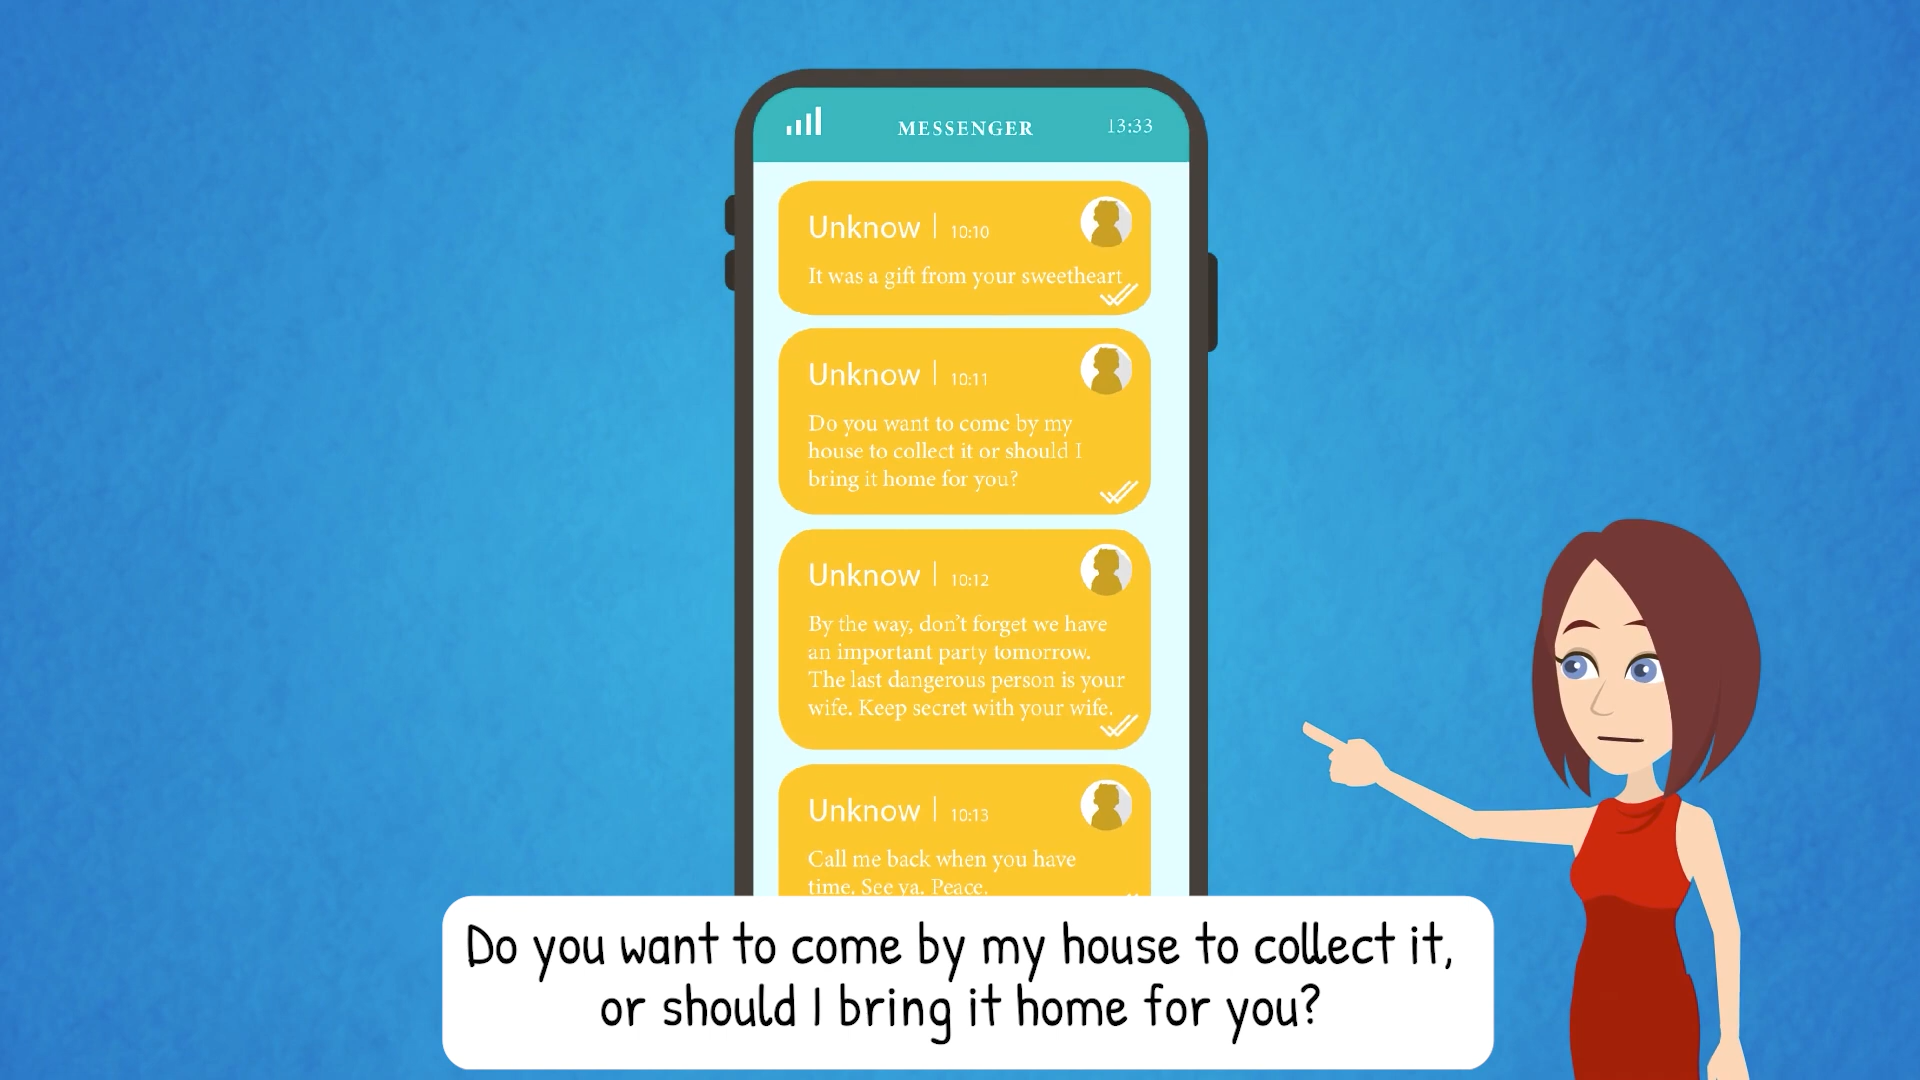 MESSENGER
13:33
Unknow | 10:10
It was a gift from your sweetheart
Unknow | 10:11
Do you want to come by my
house to collect it or should I
bring it home for you?
Unknow | 10:12
By the way, don't forget we have
an important party tomorrow.
The last dangerous person is your
wife. Keep secret with your wife.
Unknow | 10:13
Call me back when you have
time. See ya. Peace.
Do you want to come by my house to collect it,
or should I bring it home for you?